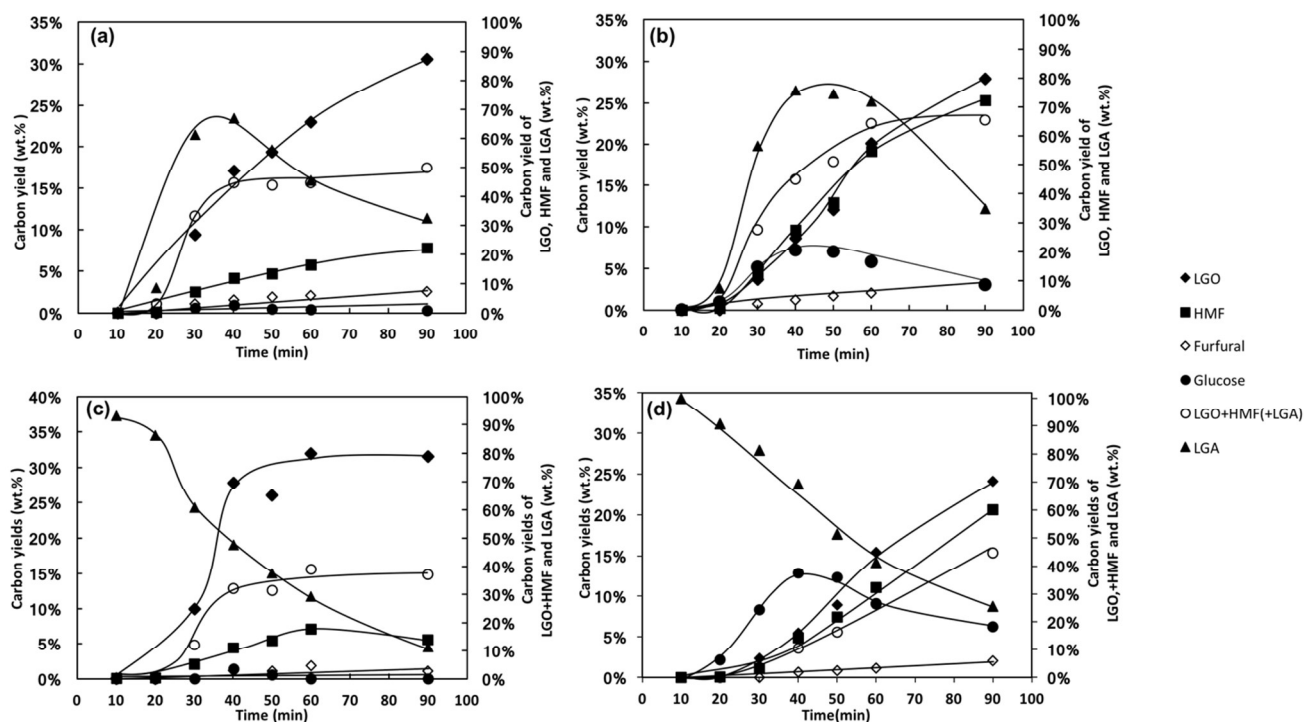 (a)
35%
30%
25%
20%
15%
10%
5%
0%
Carbon yield (wt.%)
100%
90%
80%
70%
60%
50%
40%
30%
20%
10%
0%
Carbon yield of
LGO, HMF and LGA (wt.%)
0 10 20 30 40 50 60 70 80 90 100
Time (min)
(b)
35%
30%
25%
20%
15%
10%
5%
0%
Carbon yield (wt.%)
100%
90%
80%
70%
60%
50%
40%
30%
20%
10%
0%
Carbon yield of
LGO, HMF and LGA (wt.%)
0 10 20 30 40 50 60 70 80 90 100
Time (min)
(c)
40%
35%
30%
25%
20%
15%
10%
5%
0%
Carbon yields (wt.%)
100%
90%
80%
70%
60%
50%
40%
30%
20%
10%
0%
Carbon yields of
LGO+HMF and LGA (wt.%)
0 10 20 30 40 50 60 70 80 90 100
Time (min)
(d)
35%
30%
25%
20%
15%
10%
5%
0%
Carbon yields (wt.%)
100%
90%
80%
70%
60%
50%
40%
30%
20%
10%
0%
Carbon yields of
LGO,+HMF and LGA (wt.%)
0 10 20 30 40 50 60 70 80 90 100
Time(min)
LGO
HMF
Furfural
Glucose
LGO+HMF(+LGA)
LGA